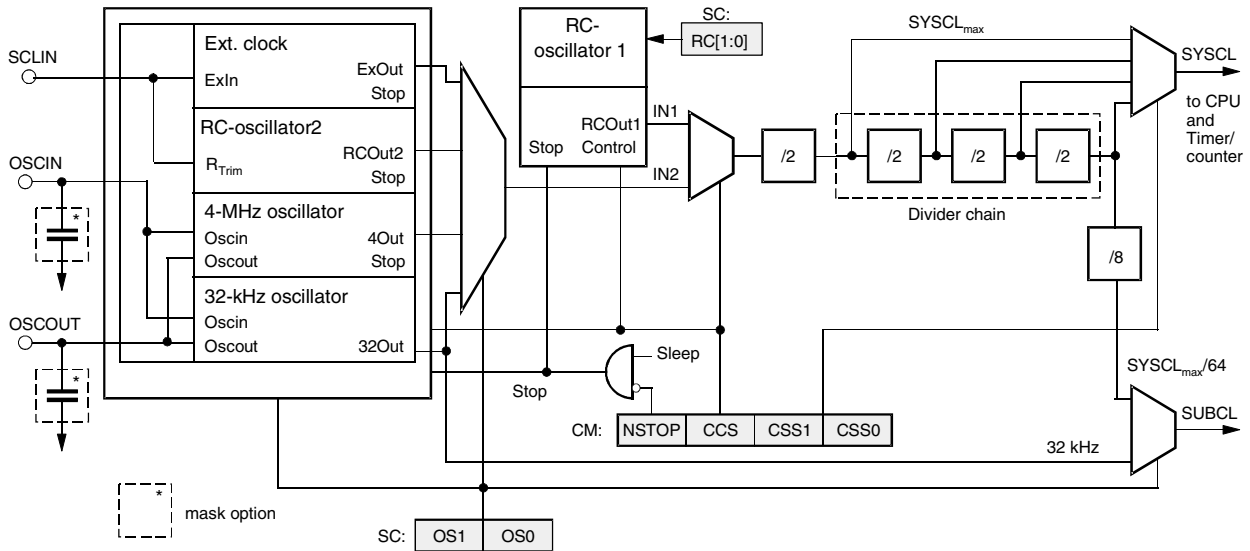 SCLIN
OSCIN
*
OSCOUT
*
Ext. clock
ExIn
ExOut
Stop
RC-oscillator2
RTrim
RCOut2
Stop
4-MHz oscillator
Oscin
Oscout
4Out
Stop
32-kHz oscillator
Oscin
Oscout
32Out
RC-
oscillator 1
RCOut1
Stop
Control
SC:
RC[1:0]
IN1
IN2
/2
SYSCLmax
/2
/2
/2
Divider chain
/8
SYSCL
to CPU
and
Timer/
counter
Sleep
Stop
CM:
NSTOP
CCS
CSS1
CSS0
SYSCLmax/64
SUBCL
32 kHz
*
mask option
SC:
OS1
OS0